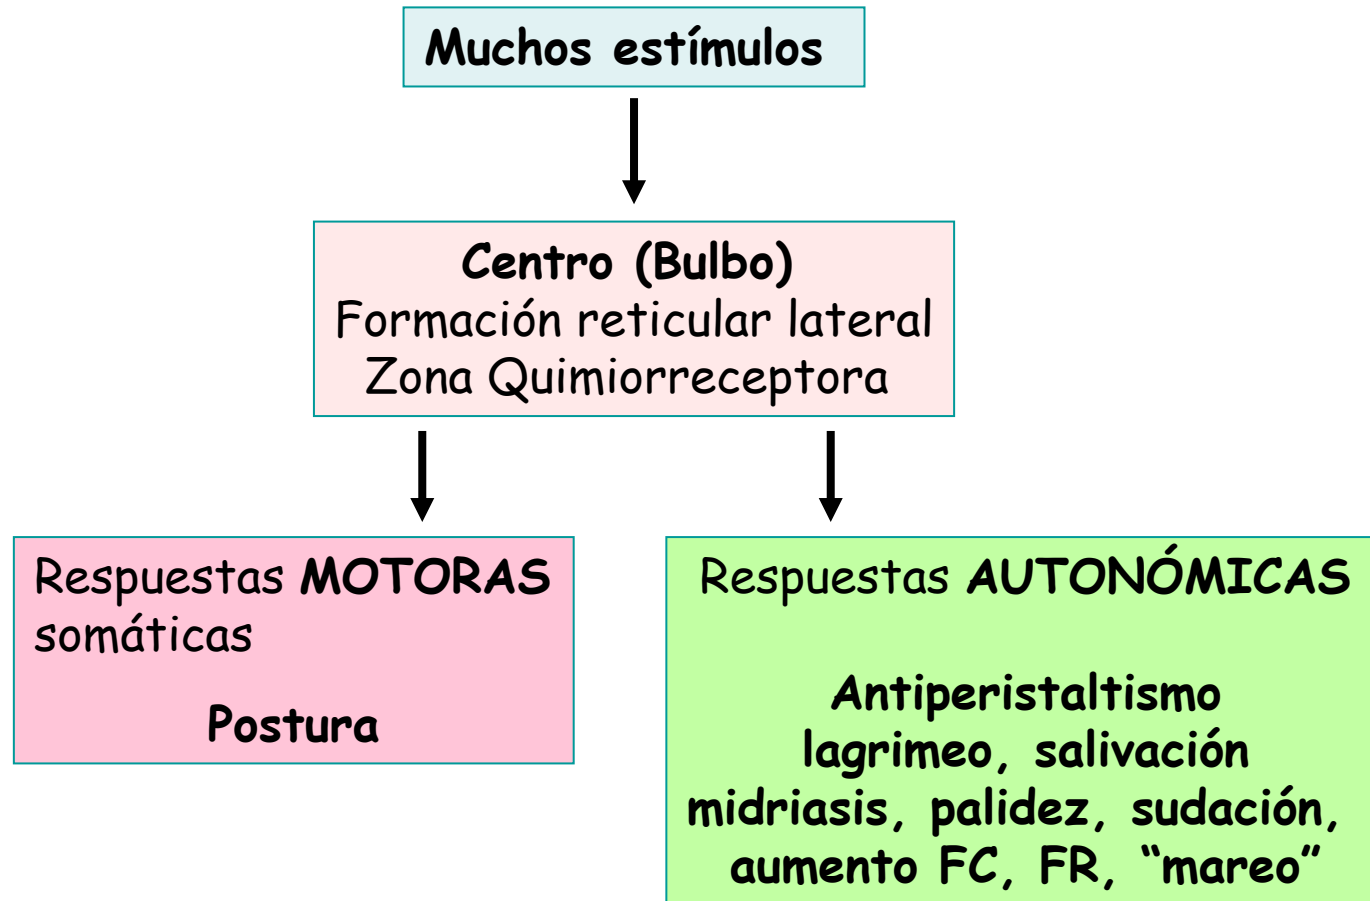 Muchos estímulos
Centro (Bulbo)
Formación reticular lateral
Zona Quimiorreceptora
Respuestas MOTORAS
somáticas
Postura
Respuestas AUTONÓMICAS
Antiperistaltismo
lagrimeo, salivación
midriasis, palidez, sudación,
aumento FC, FR, “mareo”